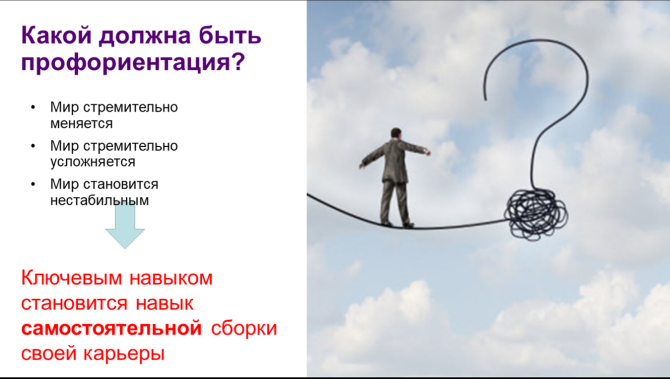 Какой должна быть
профориентация?
• Мир стремительно
меняется
• Мир стремительно
усложняется
• Мир становится
нестабильным
Ключевым навыком
становится навык
самостоятельной сборки
своей карьеры